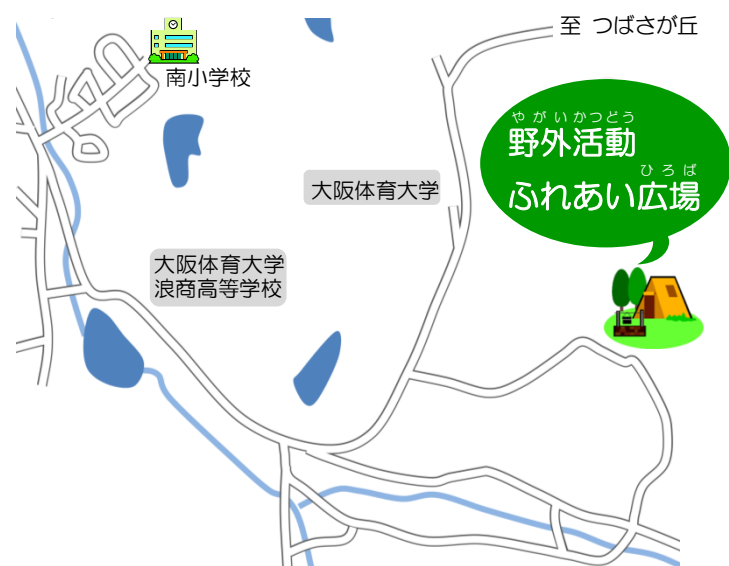 至 つばさが丘
南小学校
やがいかつどう
野外活動
ひろば
ふれあい広場
大阪体育大学
大阪体育大学
浪商高等学校